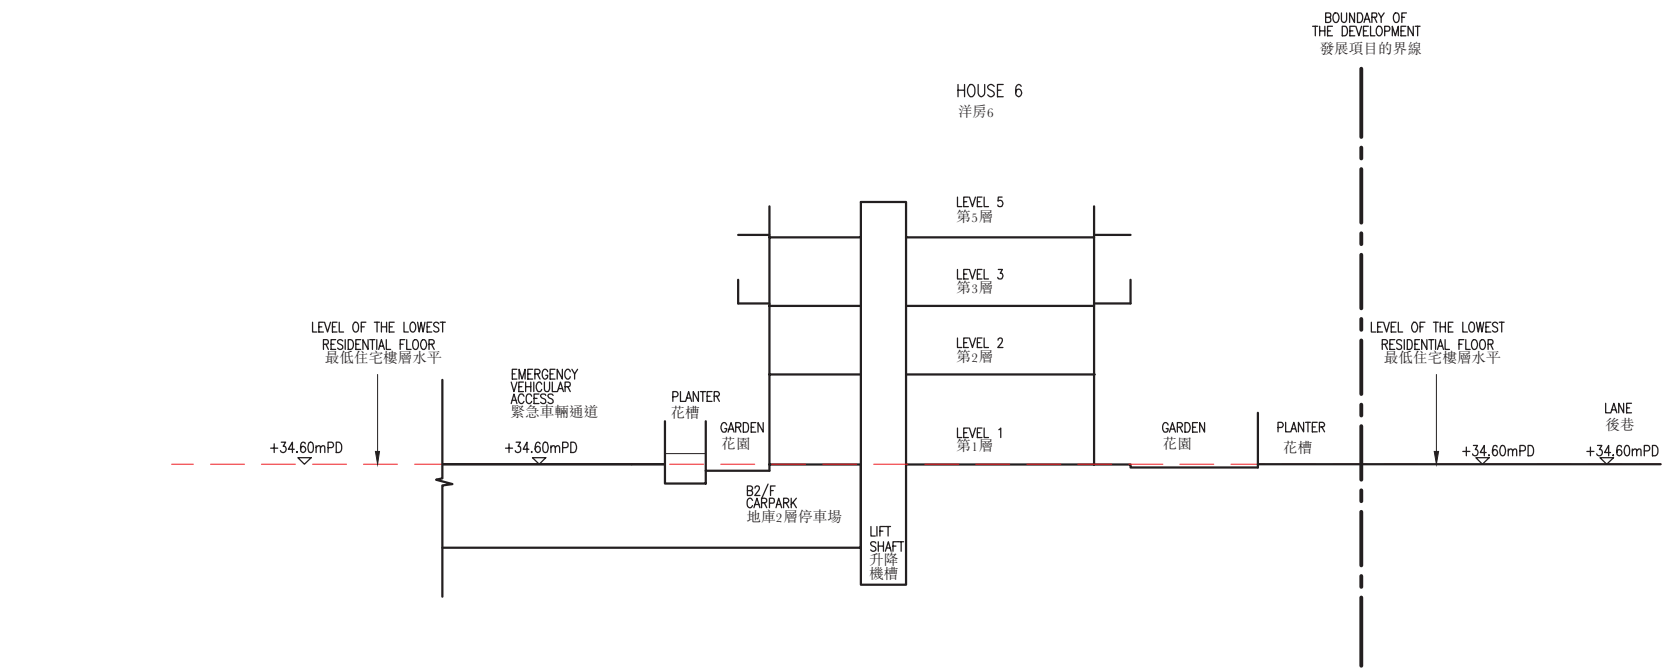 BOUNDARY OF
THE DEVELOPMENT
發展項目的界線
HOUSE 6
洋房6
LEVEL 5
第5層
LEVEL 3
第3層
LEVEL 2
第2層
LEVEL 1
第1層
LEVEL OF THE LOWEST
RESIDENTIAL FLOOR
最低住宅樓層水平
+34.60mPD
EMERGENCY
VEHICULAR
ACCESS
緊急車輛通道
+34.60mPD
PLANTER
花槽
GARDEN
花園
B2/F
CARPARK
地庫2層停車場
LIFT
SHAFT
升降
機槽
GARDEN
花園
PLANTER
花槽
LEVEL OF THE LOWEST
RESIDENTIAL FLOOR
最低住宅樓層水平
+34.60mPD
LANE
後巷
+34.60mPD